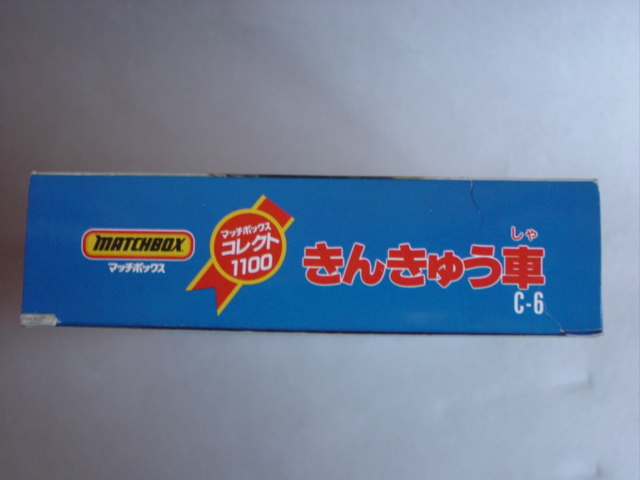 MATCHBOX
マッチボックス
マッチボックス
コレクト
1100
しゃ
きんきゅう車
C-6